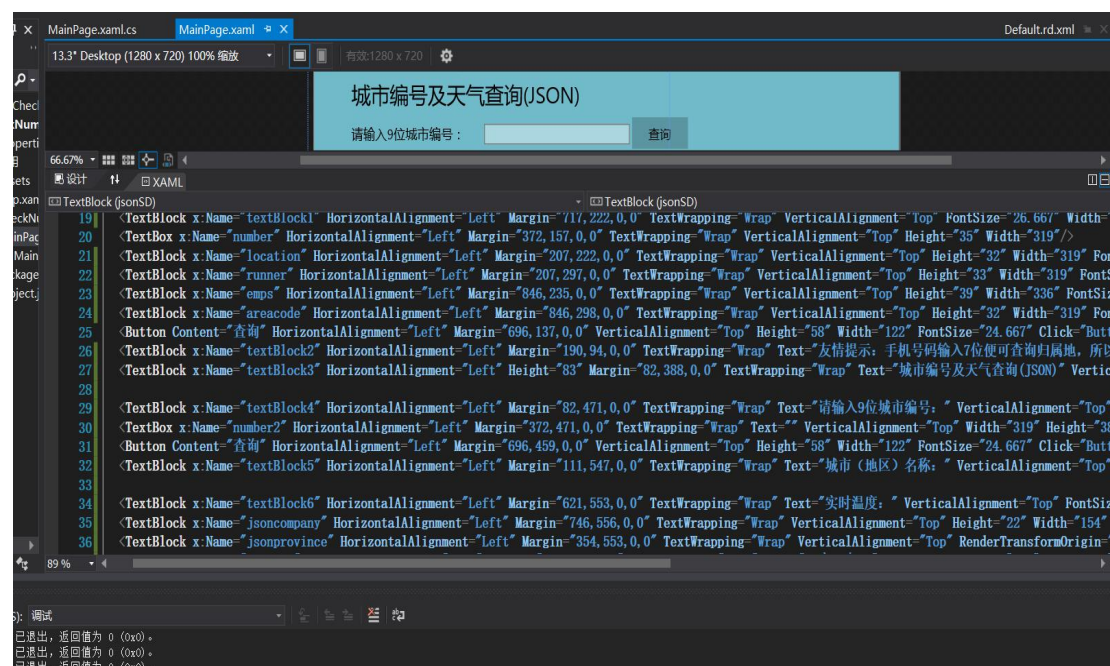 MainPage.xaml.cs MainPage.xaml Default.rd.xml
13.3" Desktop (1280 x 720) 100% 缩放 有效:1280 x 720
城市编号及天气查询(JSON)
请输入9位城市编号： 查询
66.67%
设计 XAML
TextBlock (jsonSD) TextBlock (jsonSD)
19 <TextBlock x:Name="textBlock1" HorizontalAlignment="Left" Margin="717,222,0,0" TextWrapping="Wrap" VerticalAlignment="Top" FontSize="26.667" Width=
20 <TextBox x:Name="number" HorizontalAlignment="Left" Margin="372,157,0,0" TextWrapping="Wrap" VerticalAlignment="Top" Height="35" Width="319"/>
21 <TextBlock x:Name="location" HorizontalAlignment="Left" Margin="207,222,0,0" TextWrapping="Wrap" VerticalAlignment="Top" Height="32" Width="319" For
22 <TextBlock x:Name="runner" HorizontalAlignment="Left" Margin="207,297,0,0" TextWrapping="Wrap" VerticalAlignment="Top" Height="33" Width="319" FontS
23 <TextBlock x:Name="emps" HorizontalAlignment="Left" Margin="846,235,0,0" TextWrapping="Wrap" VerticalAlignment="Top" Height="39" Width="336" FontSiz
24 <TextBlock x:Name="areacode" HorizontalAlignment="Left" Margin="846,298,0,0" TextWrapping="Wrap" VerticalAlignment="Top" Height="32" Width="319" For
25 <Button Content="查询" HorizontalAlignment="Left" Margin="696,137,0,0" VerticalAlignment="Top" Height="58" Width="122" FontSize="24.667" Click="Butt
26 <TextBlock x:Name="textBlock2" HorizontalAlignment="Left" Margin="190,94,0,0" TextWrapping="Wrap" Text="友情提示：手机号码输入7位便可查询归属地，所以
27 <TextBlock x:Name="textBlock3" HorizontalAlignment="Left" Height="83" Margin="82,388,0,0" TextWrapping="Wrap" Text="城市编号及天气查询(JSON)" Vertic
28
29 <TextBlock x:Name="textBlock4" HorizontalAlignment="Left" Margin="82,471,0,0" TextWrapping="Wrap" Text="请输入9位城市编号：" VerticalAlignment="Top"
30 <TextBox x:Name="number2" HorizontalAlignment="Left" Margin="372,471,0,0" TextWrapping="Wrap" Text="" VerticalAlignment="Top" Width="319" Height="38
31 <Button Content="查询" HorizontalAlignment="Left" Margin="696,459,0,0" VerticalAlignment="Top" Height="58" Width="122" FontSize="24.667" Click="Butt
32 <TextBlock x:Name="textBlock5" HorizontalAlignment="Left" Margin="111,547,0,0" TextWrapping="Wrap" Text="城市（地区）名称：" VerticalAlignment="Top"
33
34 <TextBlock x:Name="textBlock6" HorizontalAlignment="Left" Margin="621,553,0,0" TextWrapping="Wrap" Text="实时温度：" VerticalAlignment="Top" FontSiz
35 <TextBlock x:Name="jsoncompany" HorizontalAlignment="Left" Margin="746,556,0,0" TextWrapping="Wrap" VerticalAlignment="Top" Height="22" Width="154"
36 <TextBlock x:Name="jsonprovince" HorizontalAlignment="Left" Margin="354,553,0,0" TextWrapping="Wrap" VerticalAlignment="Top" RenderTransformOrigin="
89 %
调试
已退出，返回值为 0 (0x0)。
已退出，返回值为 0 (0x0)。
已退出，返回值为 0 (0x0)